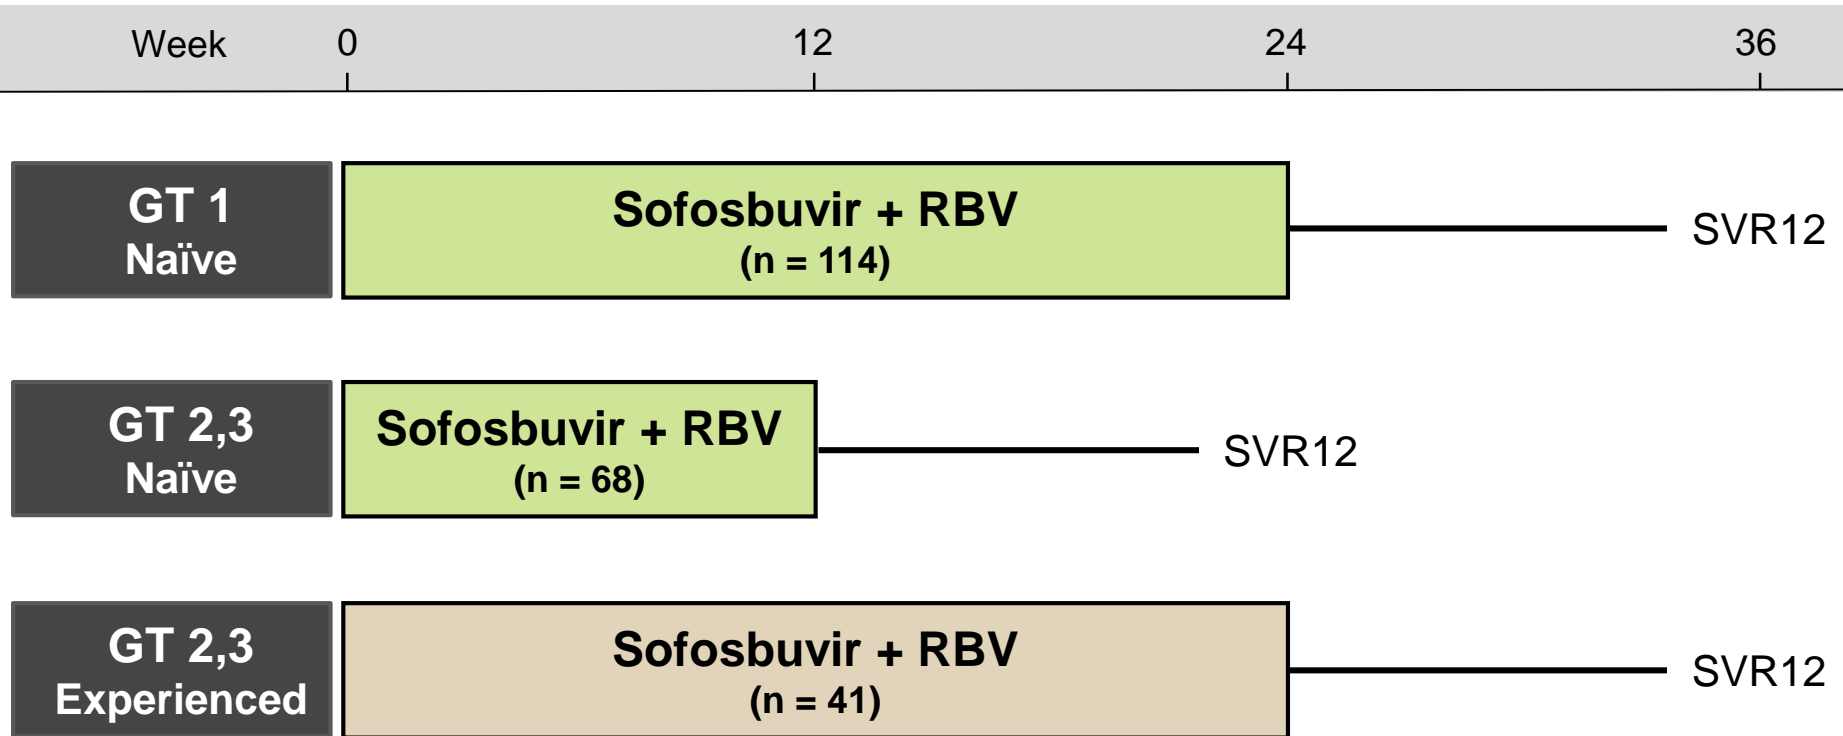 Week 0 12 24 36
GT 1
Naïve
Sofosbuvir + RBV
(n = 114)
SVR12
GT 2,3
Naïve
Sofosbuvir + RBV
(n = 68)
SVR12
GT 2,3
Experienced
Sofosbuvir + RBV
(n = 41)
SVR12